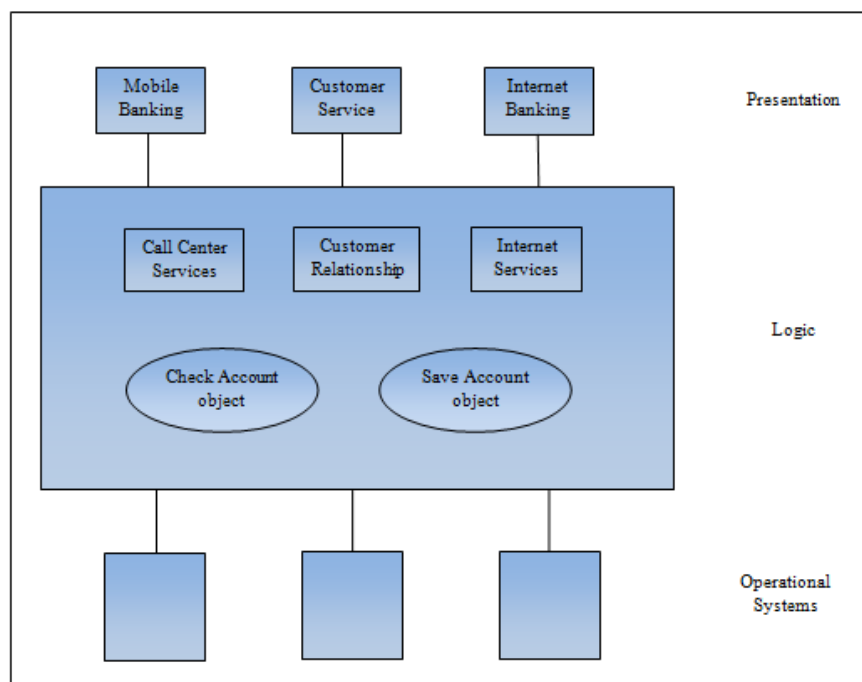 Mobile
Banking
Customer
Service
Internet
Banking
Presentation
Call Center
Services
Customer
Relationship
Internet
Services
Logic
Check Account
object
Save Account
object
Operational
Systems